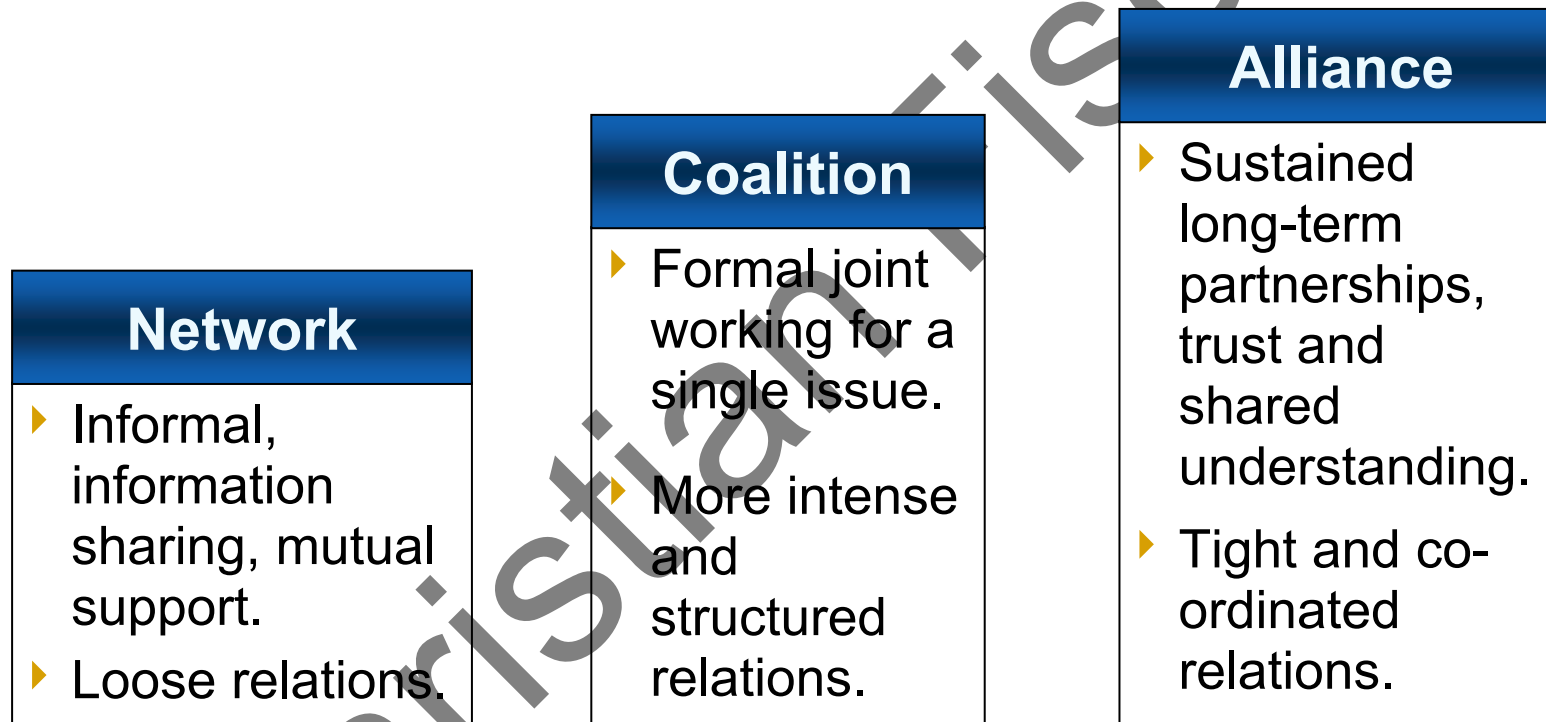 Network
Informal,
information
sharing, mutual
support.
Loose relations.
Coalition
Formal joint
working for a
single issue.
More intense
and
structured
relations.
Alliance
Sustained
long-term
partnerships,
trust and
shared
understanding.
Tight and co-
ordinated
relations.